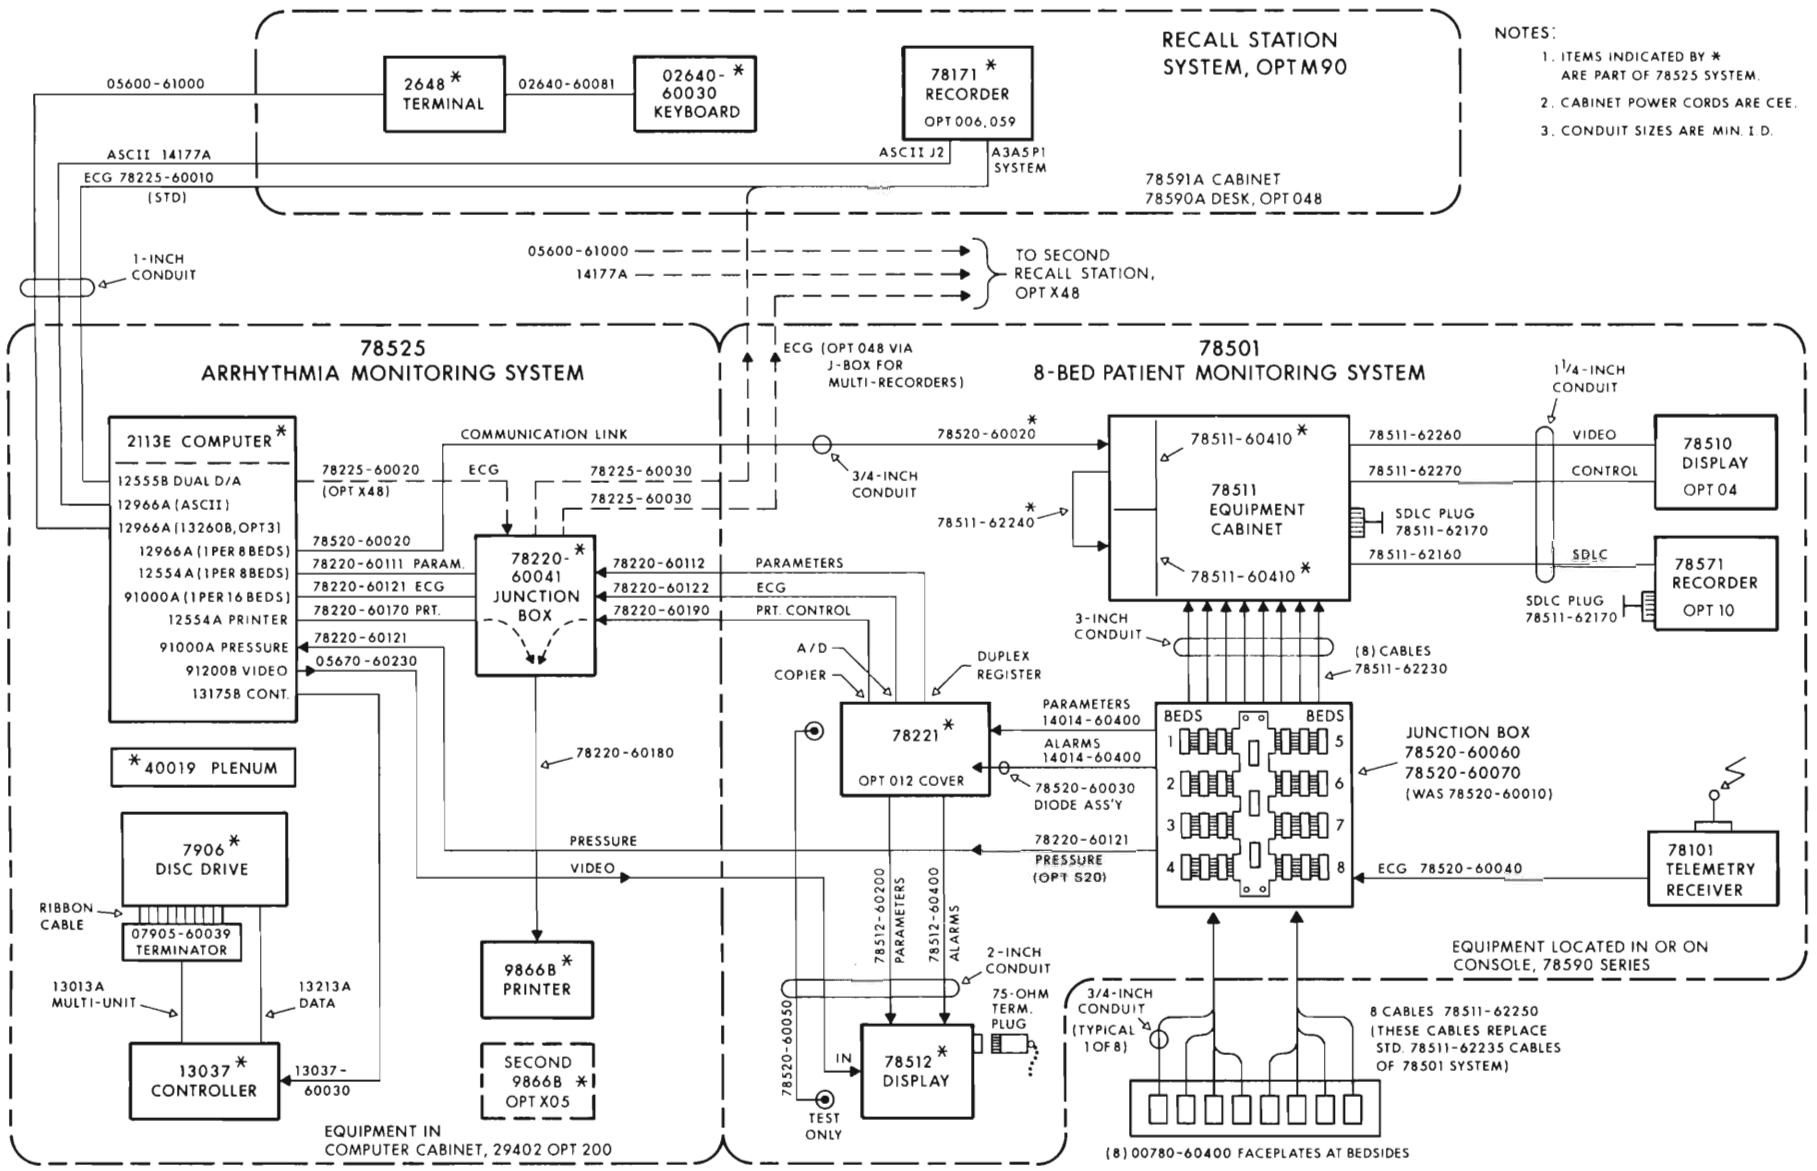 RECALL STATION
SYSTEM, OPT M90
NOTES:
1. ITEMS INDICATED BY *
ARE PART OF 78525 SYSTEM.
2. CABINET POWER CORDS ARE CEE.
3. CONDUIT SIZES ARE MIN. I.D.
05600-61000
2648 *
TERMINAL
02640-60081
02640- *
60030
KEYBOARD
78171 *
RECORDER
OPT 006, 059
ASCII J2
A3A5P1
SYSTEM
ASCII 14177A
ECG 78225-60010
(STD)
78591A CABINET
78590A DESK, OPT 048
1-INCH
CONDUIT
05600-61000
14177A
TO SECOND
RECALL STATION,
OPT X48
78525
ARRHYTHMIA MONITORING SYSTEM
ECG (OPT 048 VIA
J-BOX FOR
MULTI-RECORDERS)
78501
8-BED PATIENT MONITORING SYSTEM
2113E COMPUTER *
12555B DUAL D/A
12966A (ASCII)
12966A (13260B, OPT 3)
12966A (1 PER 8 BEDS)
12554A (1 PER 8 BEDS)
91000A (1 PER 16 BEDS)
12554A PRINTER
91000A PRESSURE
91200B VIDEO
13175B CONT.
COMMUNICATION LINK
78225-60020
(OPT X48)
ECG
78225-60030
78225-60030
78520-60020
78220-60111 PARAM.
78220-60121 ECG
78220-60170 PRT.
78220-60121
05670-60230
78220- *
60041
JUNCTION
BOX
78220-60112
PARAMETERS
78220-60122
ECG
78220-60190
PRT. CONTROL
3/4-INCH
CONDUIT
78520-60020 *
78511-62240 *
78511-60410 *
78511
EQUIPMENT
CABINET
78511-60410 *
78511-62260
VIDEO
78511-62270
CONTROL
SDLC PLUG
78511-62170
78511-62160
SDLC
1 1/4-INCH
CONDUIT
78510
DISPLAY
OPT 04
78571
RECORDER
OPT 10
SDLC PLUG
78511-62170
3-INCH
CONDUIT
(8) CABLES
78511-62230
A/D
COPIER
DUPLEX
REGISTER
78221 *
OPT 012 COVER
PARAMETERS
14014-60400
ALARMS
14014-60400
78520-60030
DIODE ASS'Y
78220-60121
PRESSURE
(OPT S20)
BEDS
BEDS
1
5
2
6
3
7
4
8
JUNCTION BOX
78520-60060
78520-60070
(WAS 78520-60010)
ECG 78520-60040
78101
TELEMETRY
RECEIVER
* 40019 PLENUM
7906 *
DISC DRIVE
RIBBON
CABLE
07905-60039
TERMINATOR
13013A
MULTI-UNIT
13213A
DATA
13037 *
CONTROLLER
13037-
60030
78220-60180
PRESSURE
VIDEO
9866B *
PRINTER
SECOND
9866B *
OPT X05
EQUIPMENT IN
COMPUTER CABINET, 29402 OPT 200
78512-60200
PARAMETERS
78512-60400
ALARMS
78520-60050
2-INCH
CONDUIT
75-OHM
TERM.
PLUG
IN
78512 *
DISPLAY
TEST
ONLY
EQUIPMENT LOCATED IN OR ON
CONSOLE, 78590 SERIES
3/4-INCH
CONDUIT
(TYPICAL
1 OF 8)
8 CABLES 78511-62250
(THESE CABLES REPLACE
STD. 78511-62235 CABLES
OF 78501 SYSTEM)
(8) 00780-60400 FACEPLATES AT BEDSIDES